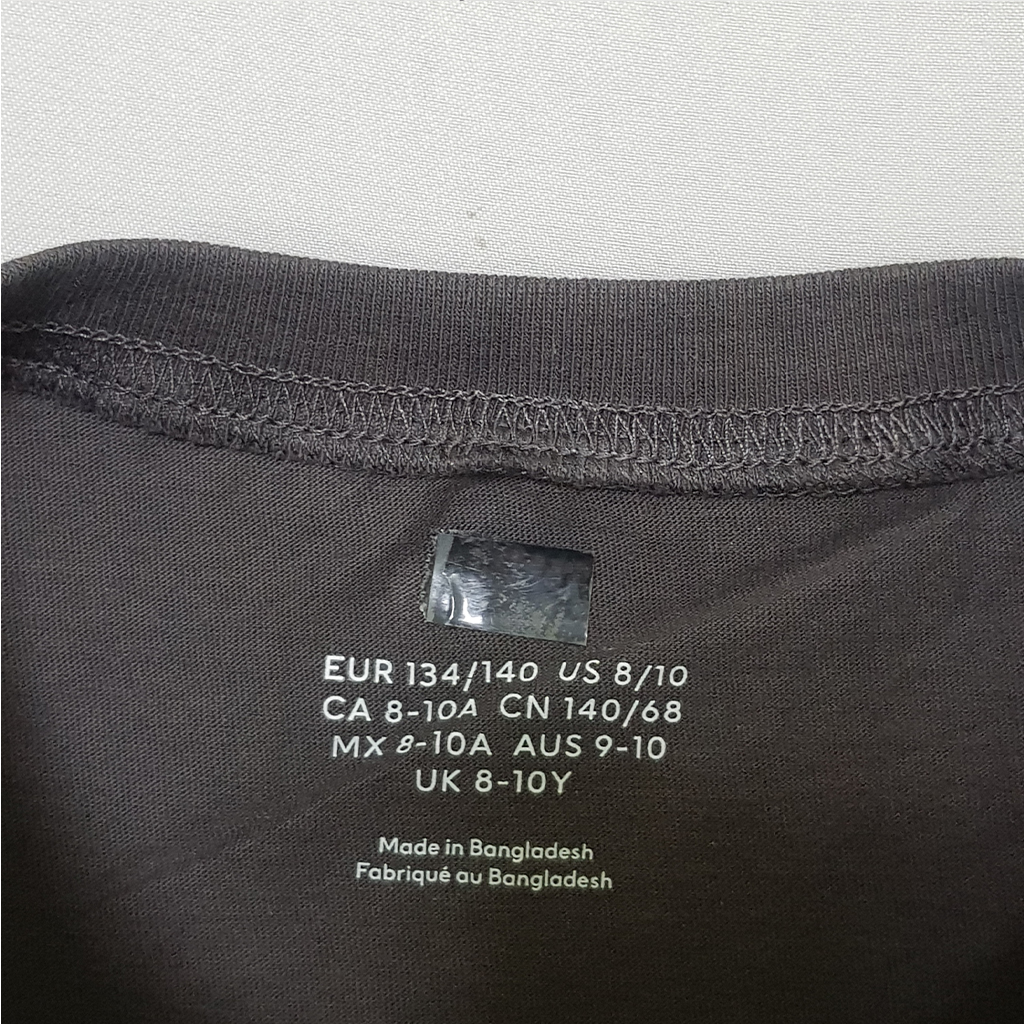 EUR 134/140 US 8/10
CA 8-10A CN 140/68
MX 8-10A AUS 9-10
UK 8-10Y
Made in Bangladesh
Fabriqué au Bangladesh